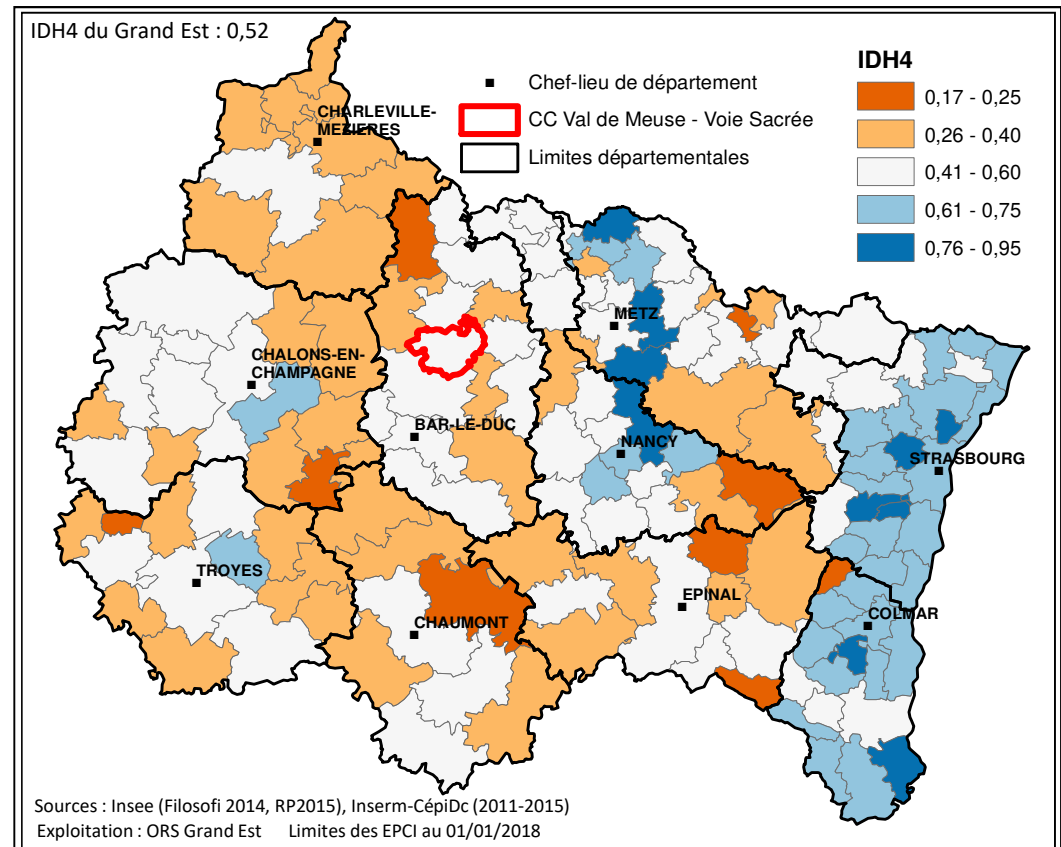 IDH4 du Grand Est : 0,52
IDH4
Chef-lieu de département
CC Val de Meuse - Voie Sacrée
Limites départementales
0,17 - 0,25
0,26 - 0,40
0,41 - 0,60
0,61 - 0,75
0,76 - 0,95
CHARLEVILLE-
MEZIERES
METZ
CHALONS-EN-
CHAMPAGNE
BAR-LE-DUC
NANCY
STRASBOURG
TROYES
CHAUMONT
EPINAL
COLMAR
Sources : Insee (Filosofi 2014, RP2015), Inserm-CépiDc (2011-2015)
Exploitation : ORS Grand Est Limites des EPCI au 01/01/2018